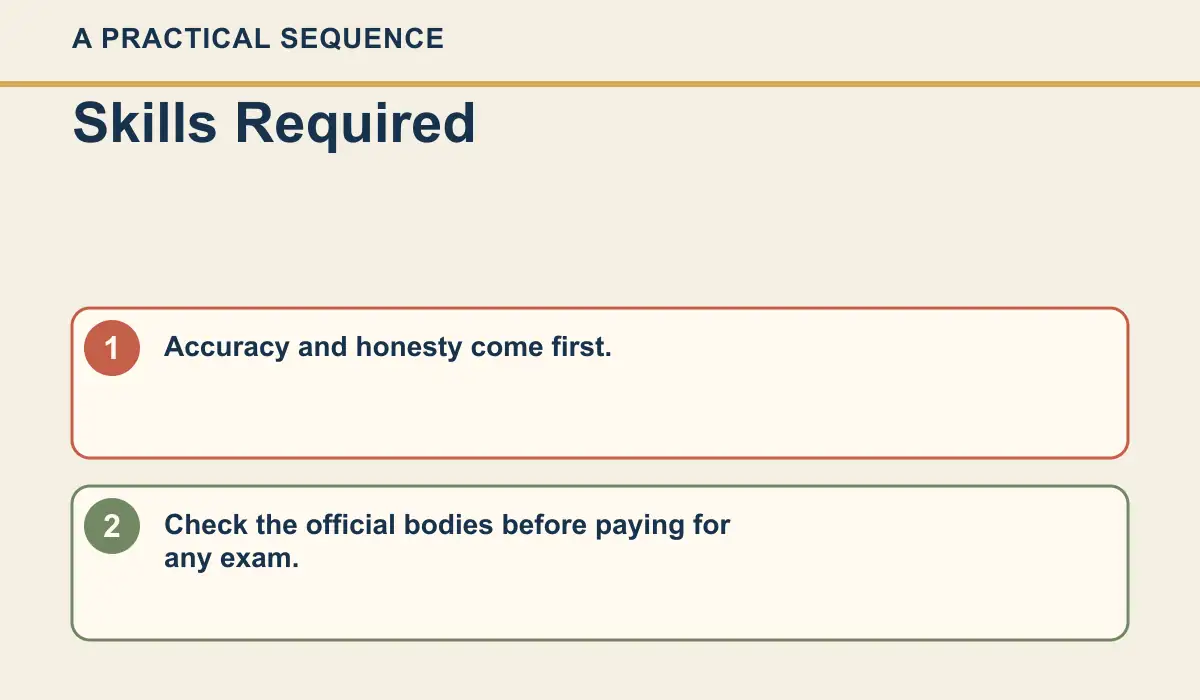 A PRACTICAL SEQUENCE
Skills Required
1 Accuracy and honesty come first.
2 Check the official bodies before paying for
any exam.